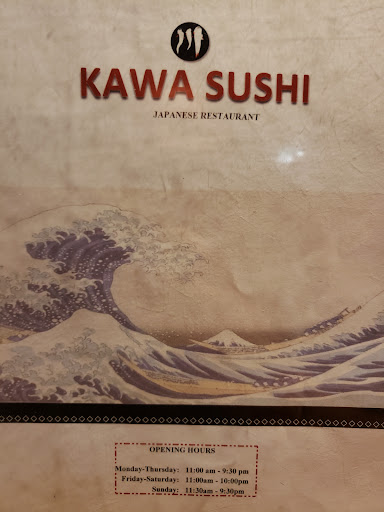 KAWA SUSHI
JAPANESE RESTAURANT
OPENING HOURS
Monday-Thursday: 11:00 am - 9:30 pm
Friday-Saturday: 11:00am - 10:00pm
Sunday: 11:30am - 9:30pm